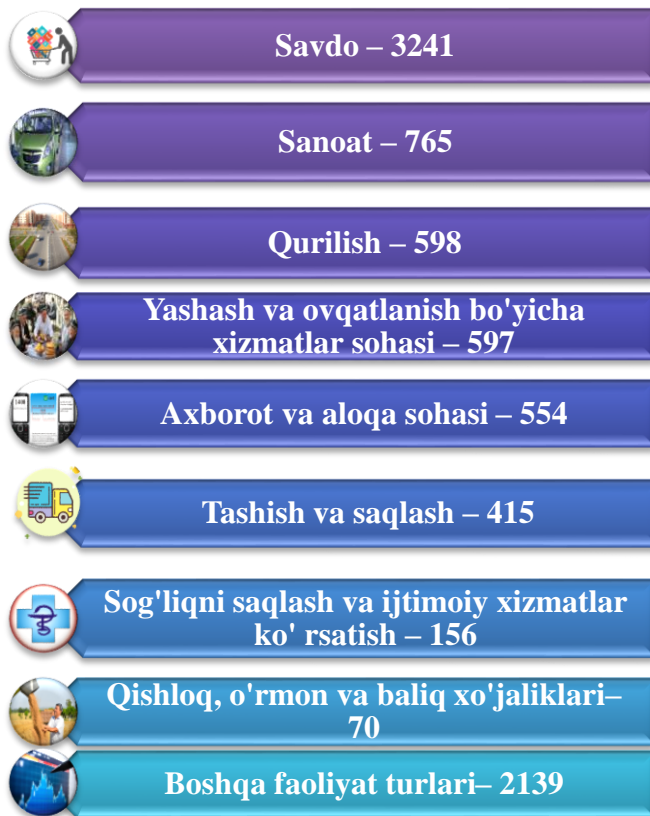 Savdo – 3241
Sanoat – 765
Qurilish – 598
Yashash va ovqatlanish bo'yicha
xizmatlar sohasi – 597
Axborot va aloqa sohasi – 554
Tashish va saqlash – 415
Sog'liqni saqlash va ijtimoiy xizmatlar
ko' rsatish – 156
Qishloq, o'rmon va baliq xo'jaliklari–
70
Boshqa faoliyat turlari– 2139